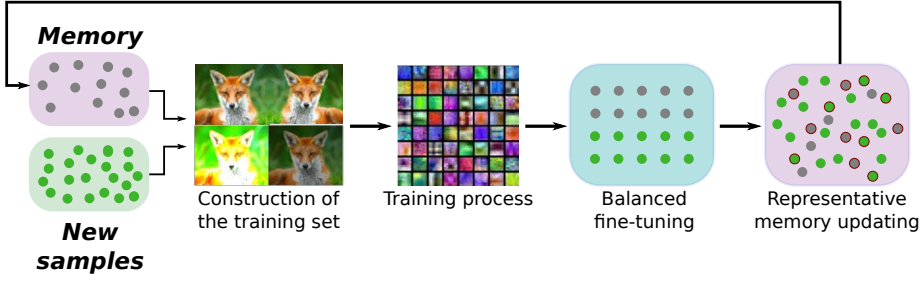 Memory
New
samples
Construction of
the training set
Training process
Balanced
fine-tuning
Representative
memory updating